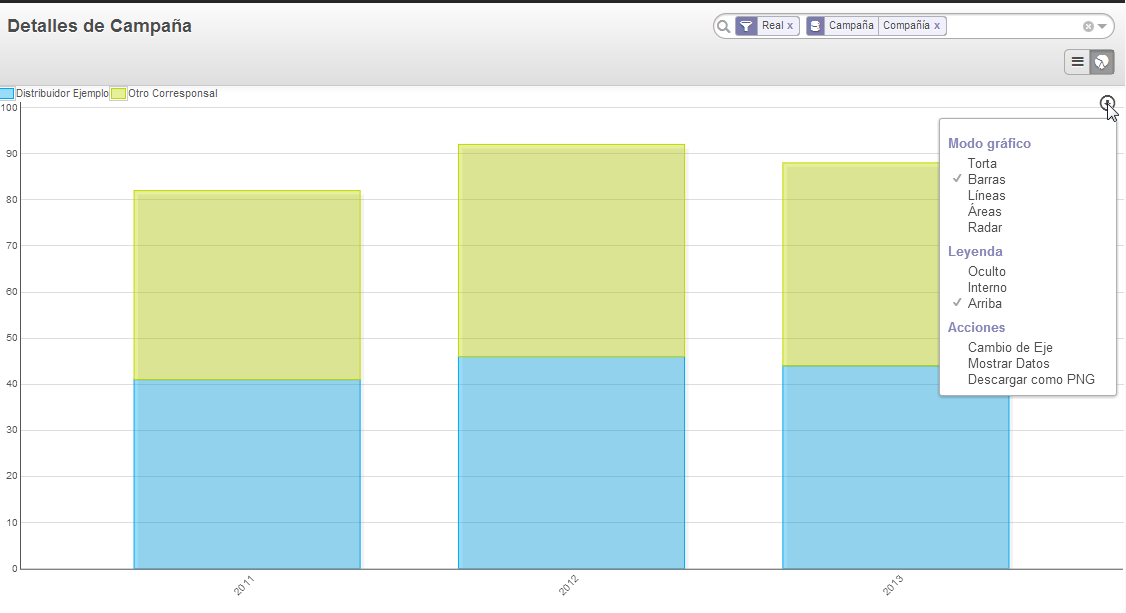 Detalles de Campaña
Real x
Campaña Compañía x
Distribuidor Ejemplo Otro Corresponsal
100
90
80
70
60
50
40
30
20
10
0
2011
2012
2013
Modo gráfico
Torta
Barras
Líneas
Áreas
Radar
Leyenda
Oculto
Interno
Arriba
Acciones
Cambio de Eje
Mostrar Datos
Descargar como PNG